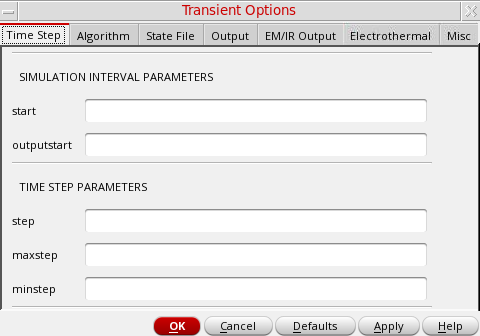 Transient Options
Time Step Algorithm State File Output EM/IR Output Electrothermal Misc
SIMULATION INTERVAL PARAMETERS
start
outputstart
TIME STEP PARAMETERS
step
maxstep
minstep
OK Cancel Defaults Apply Help